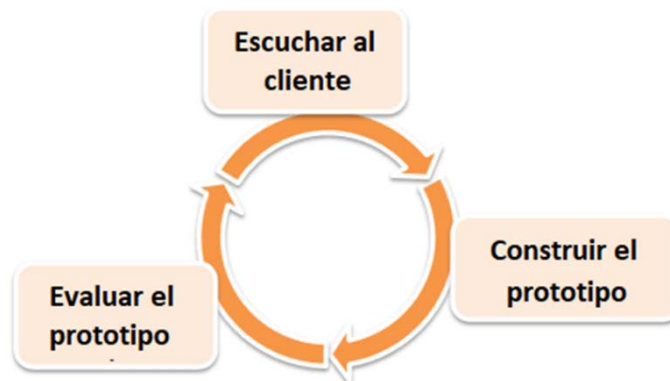 Escuchar al
cliente
Construir el
prototipo
Evaluar el
prototipo